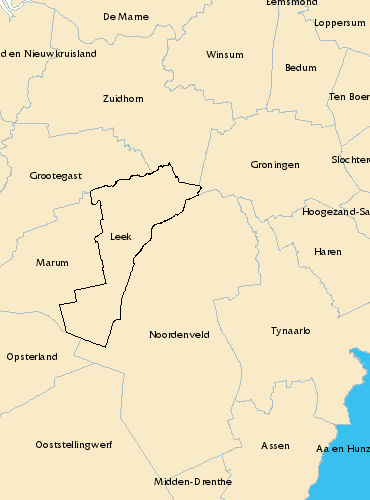 Eemsmond
De Marne
Loppersum
d en Nieuwkruisland
Winsum
Bedum
Zuidhorn
Ten Boer
Slochtere
Groningen
Grootegast
Hoogezand-Sa
Leek
Haren
Marum
Noordenveld
Tynaarlo
Opsterland
Ooststellingwerf
Assen
Aa en Hunz
Midden-Drenthe